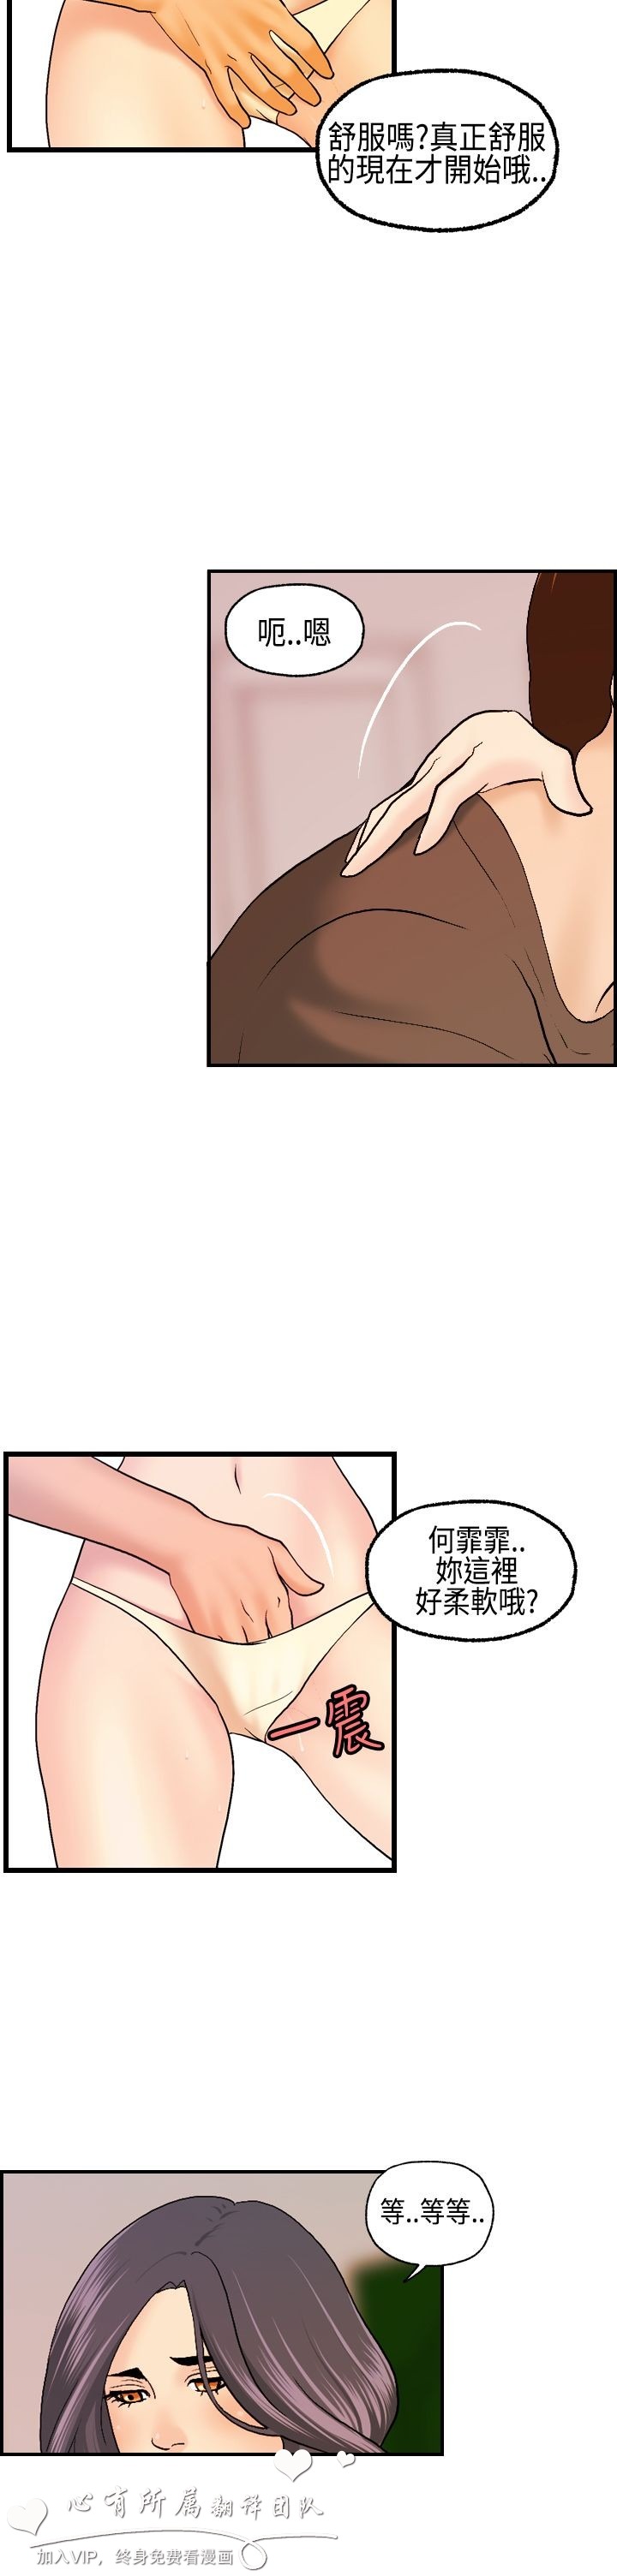 舒服嗎?真正舒服
的現在才開始哦..
呃..嗯
何霏霏..
妳這裡
好柔軟哦?
一震
等..等等..
心有所属翻译团队
加入VIP，终身免费看漫画